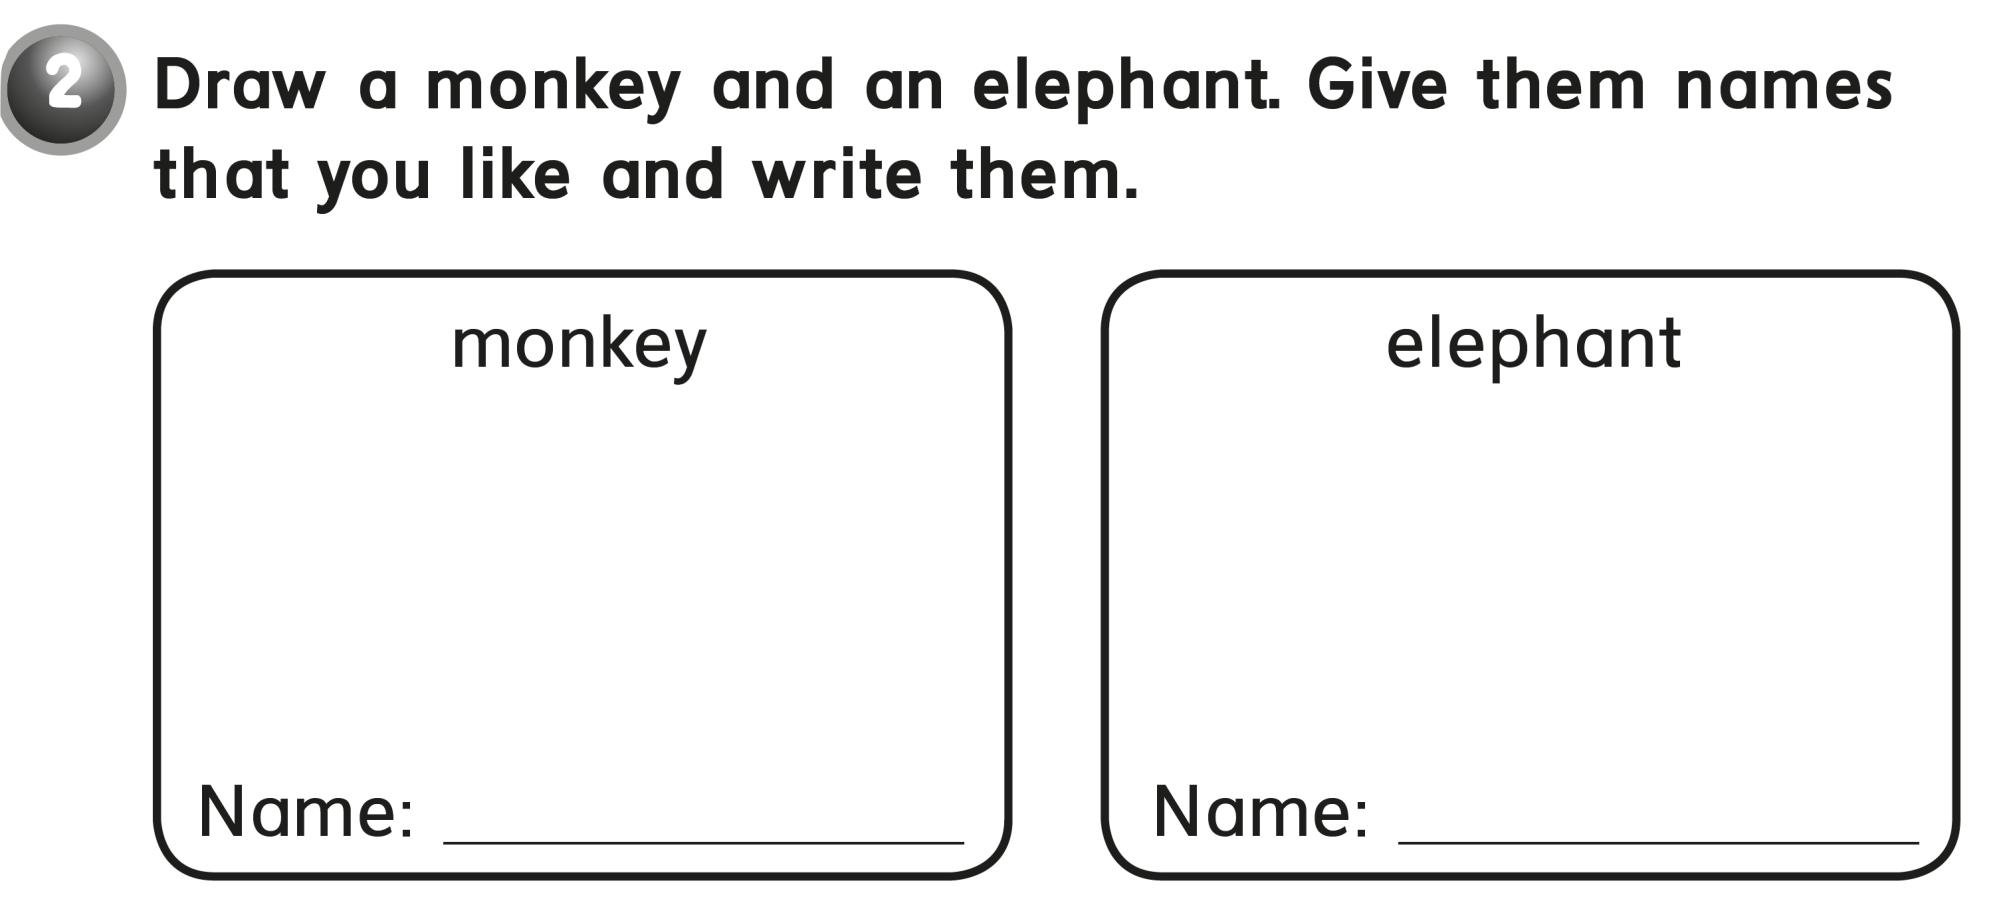 2 Draw a monkey and an elephant. Give them names
that you like and write them.
monkey
Name:
elephant
Name: